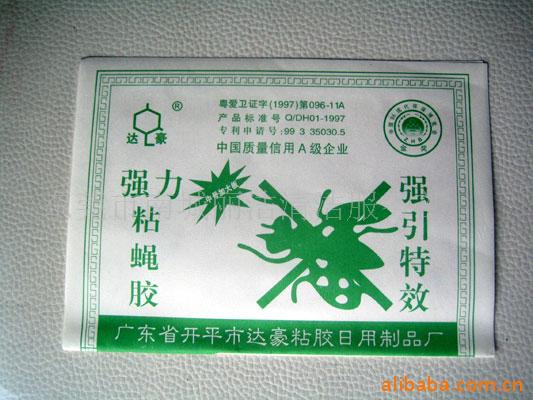 粤爱卫证字(1997)第096-11A
产品标准号 Q/DH01-1997
专利申请号:99 3 35030.5
中国质量信用A级企业
®
达豪
强力
粘蝇胶
强引特效
广东省开平市达豪粘胶日用制品厂
alibaba.com.cn